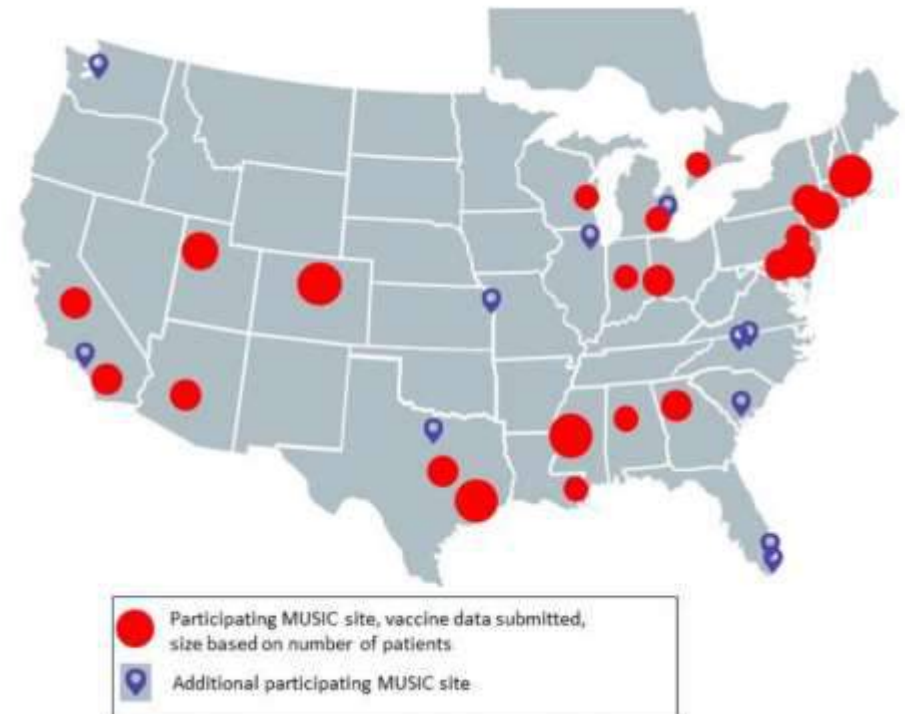 Participating MUSIC site, vaccine data submitted,
size based on number of patients
Additional participating MUSIC site